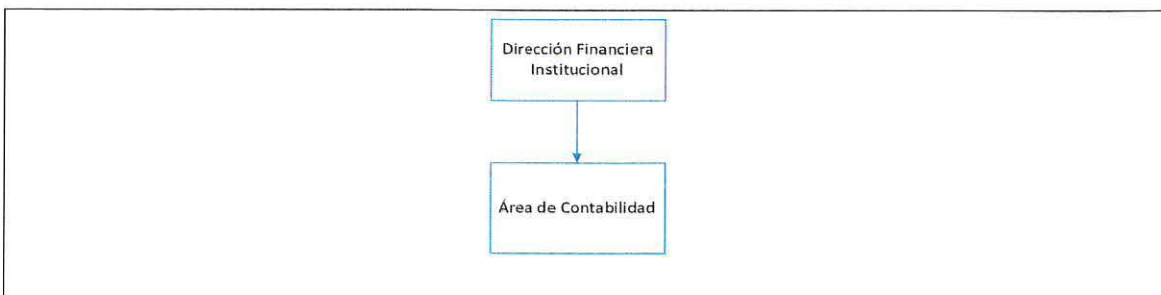 Dirección Financiera
Institucional
Área de Contabilidad